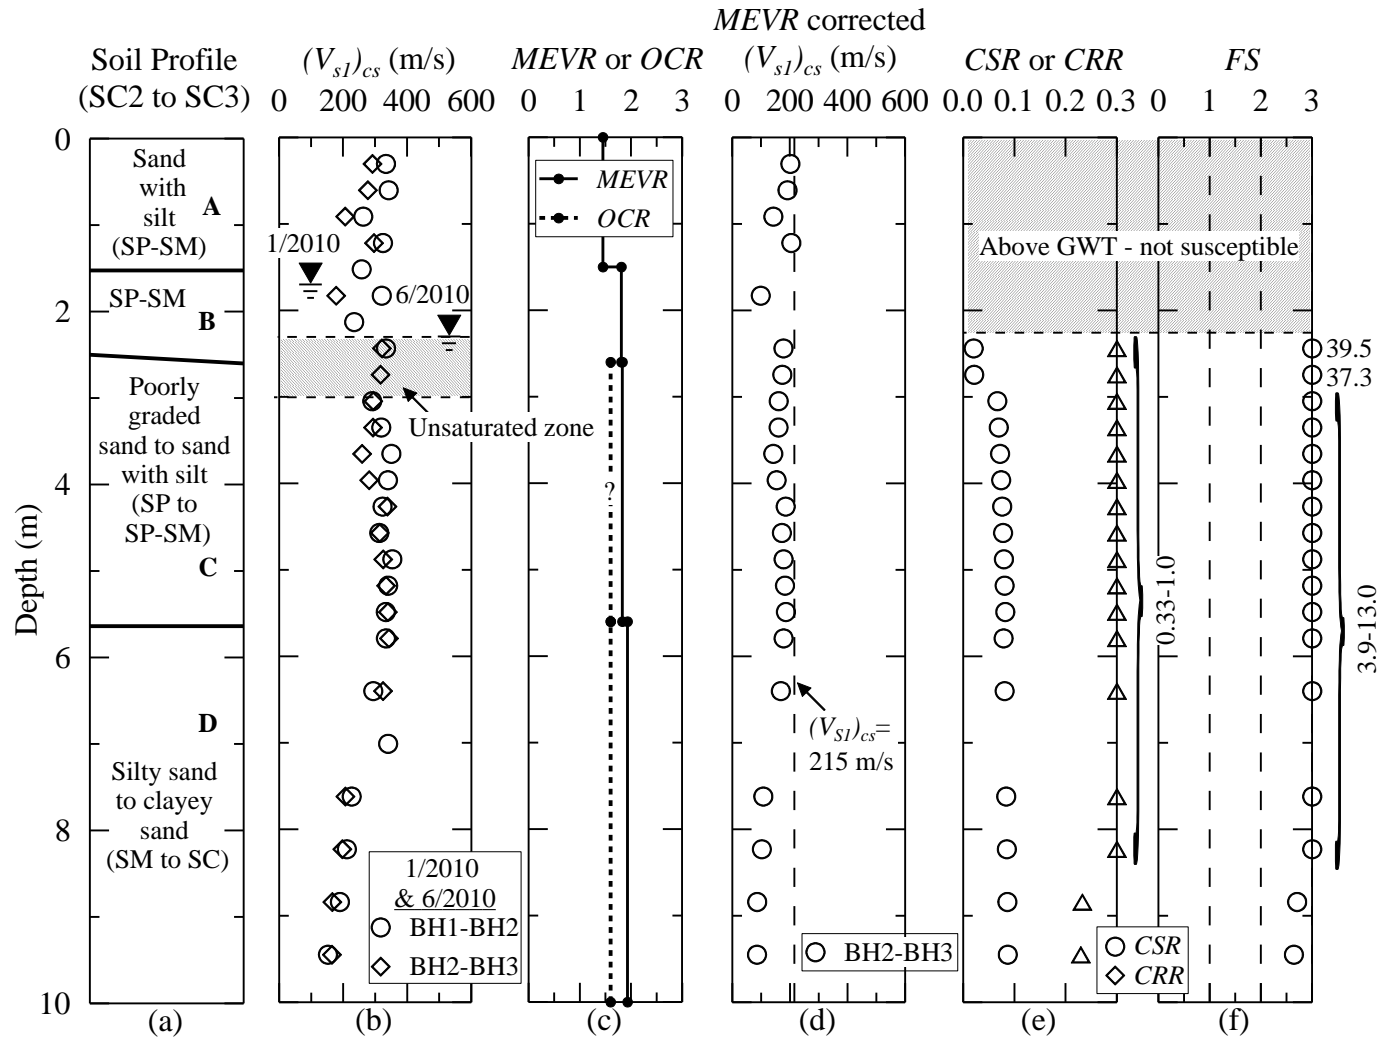 MEVR corrected
Soil Profile
(SC2 to SC3)
(Vs1)cs (m/s)
MEVR or OCR
(Vs1)cs (m/s)
CSR or CRR
FS
0 200 400 600
0 1 2 3
0 200 400 600
0.0 0.1 0.2 0.3
0 1 2 3
0
2
4
6
8
10
Depth (m)
Sand
with
silt
(SP-SM)
A
SP-SM
B
Poorly
graded
sand to sand
with silt
(SP to
SP-SM)
C
D
Silty sand
to clayey
sand
(SM to SC)
(a)
1/2010
6/2010
Unsaturated zone
1/2010
& 6/2010
BH1-BH2
BH2-BH3
(b)
MEVR
OCR
?
(c)
(VS1)cs=
215 m/s
BH2-BH3
(d)
Above GWT - not susceptible
0.33-1.0
CSR
CRR
(e)
39.5
37.3
3.9-13.0
(f)